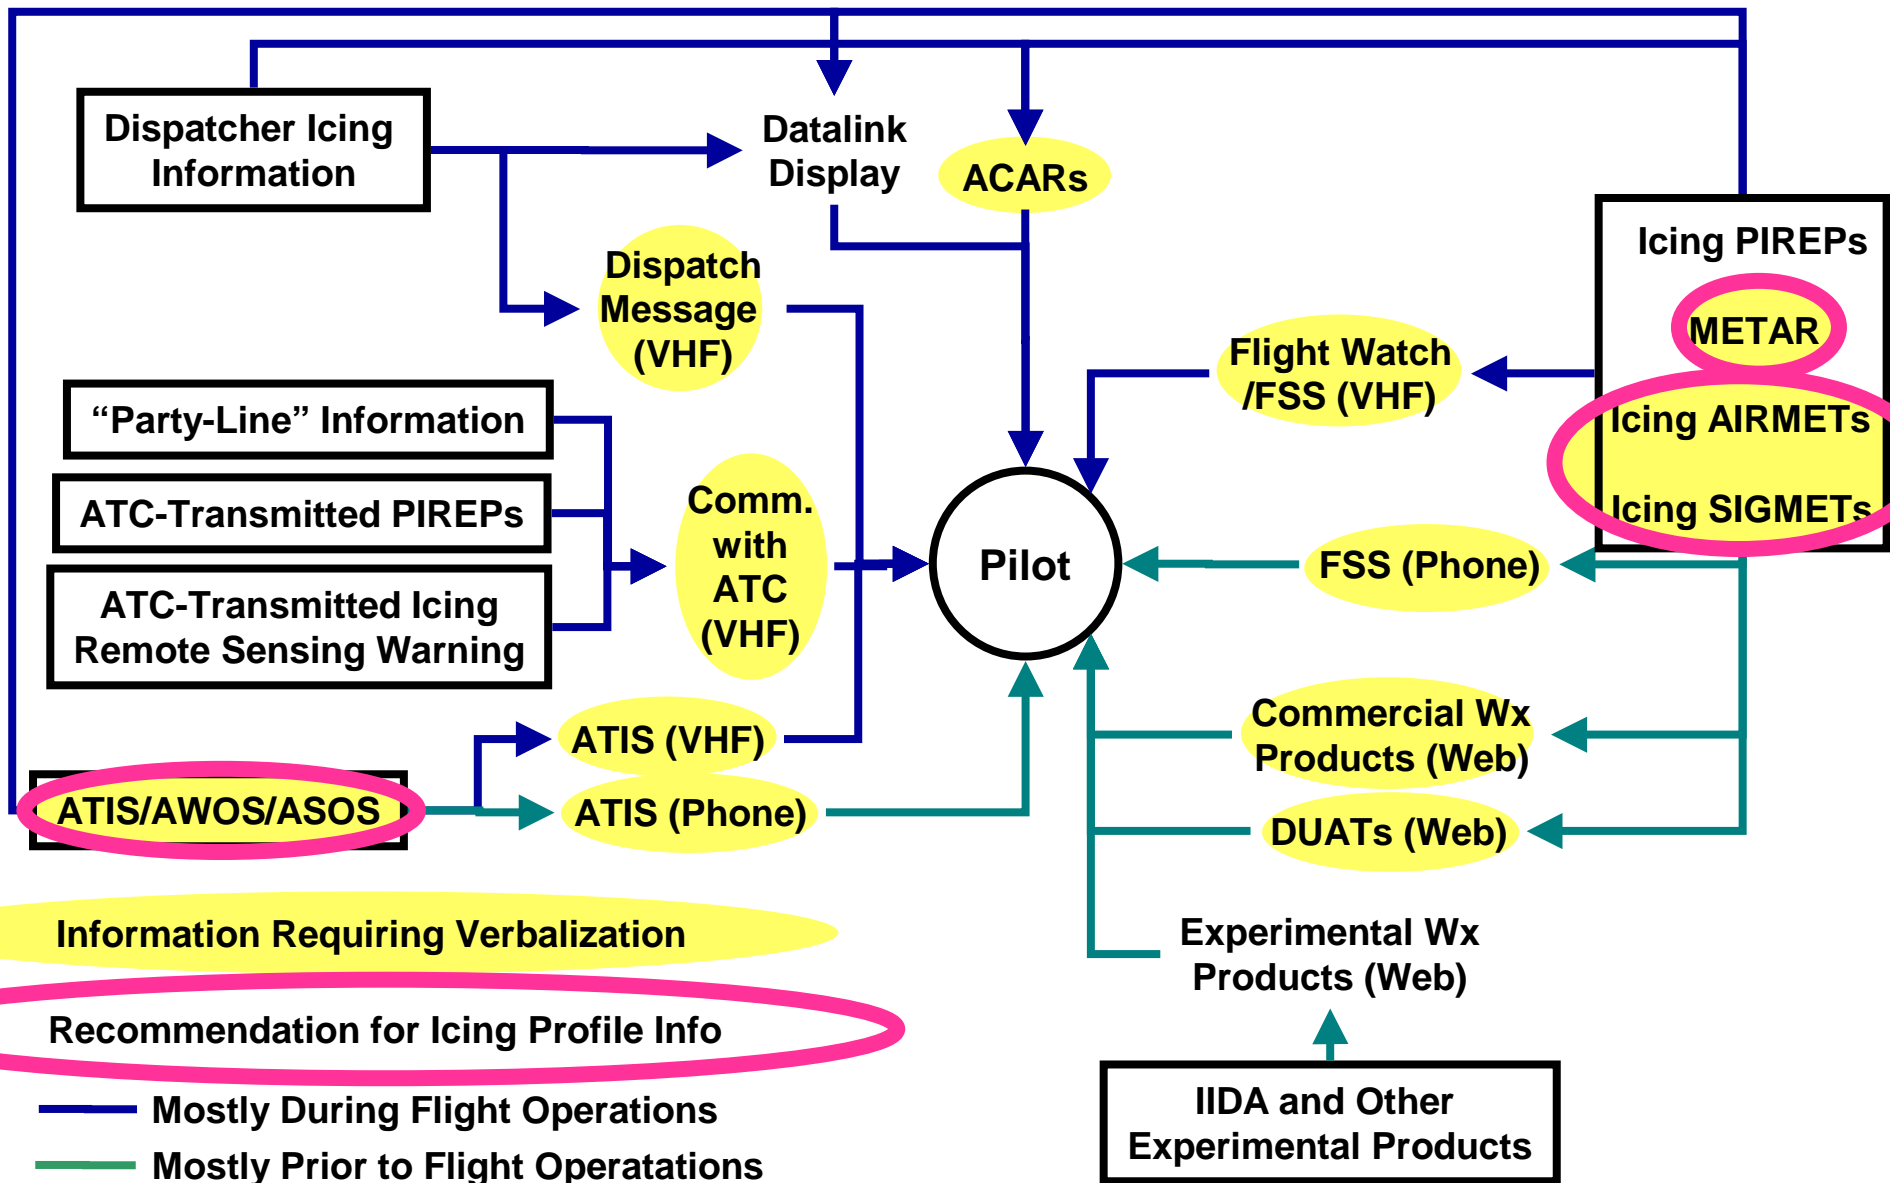 Dispatcher Icing
Information
Datalink
Display
ACARs
Dispatch
Message
(VHF)
Icing PIREPs
METAR
Icing AIRMETs
Icing SIGMETs
Flight Watch
/FSS (VHF)
“Party-Line” Information
ATC-Transmitted PIREPs
ATC-Transmitted Icing
Remote Sensing Warning
Comm.
with
ATC
(VHF)
Pilot
FSS (Phone)
Commercial Wx
Products (Web)
DUATs (Web)
ATIS (VHF)
ATIS/AWOS/ASOS
ATIS (Phone)
Experimental Wx
Products (Web)
IIDA and Other
Experimental Products
Information Requiring Verbalization
Recommendation for Icing Profile Info
Mostly During Flight Operations
Mostly Prior to Flight Operatations